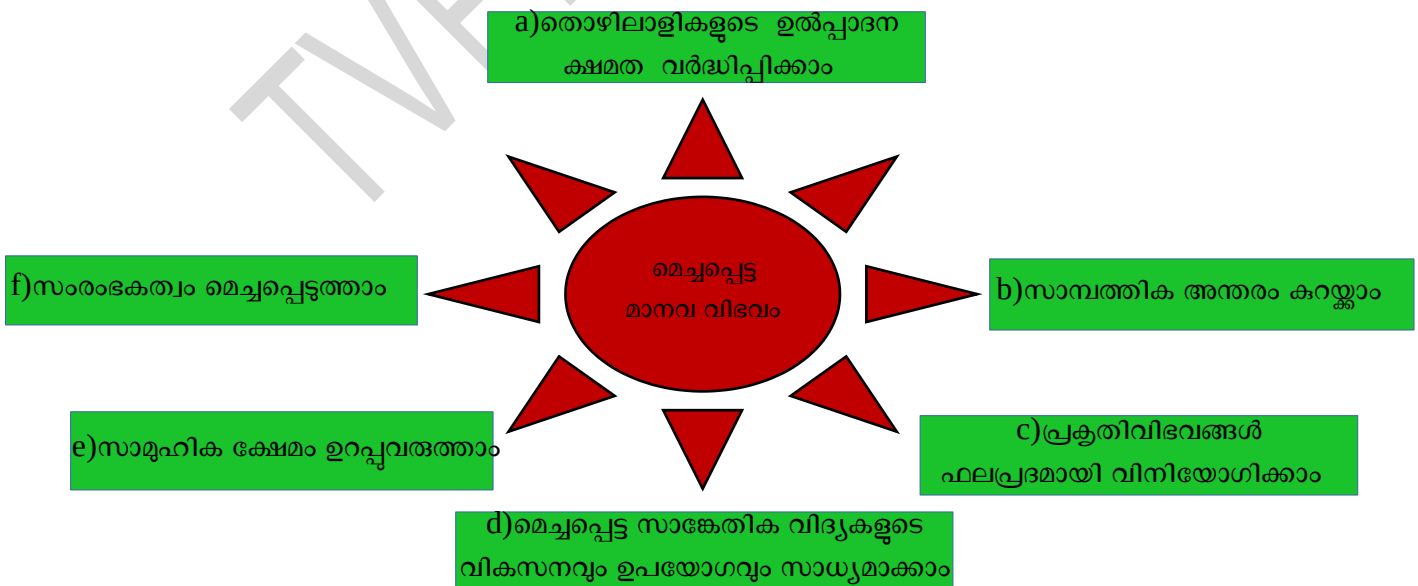 a)തൊഴിലാളികളുടെ ഉൽപ്പാദന
ക്ഷമത വർദ്ധിപ്പിക്കാം
മെച്ചപ്പെട്ട
മാനവ വിഭവം
b)സാമ്പത്തിക അന്തരം കുറയ്ക്കാം
c)പ്രകൃതിവിഭവങ്ങൾ
ഫലപ്രദമായി വിനിയോഗിക്കാം
d)മെച്ചപ്പെട്ട സാങ്കേതിക വിദ്യകളുടെ
വികസനവും ഉപയോഗവും സാധ്യമാക്കാം
e)സാമുഹിക ക്ഷേമം ഉറപ്പുവരുത്താം
f)സംരംഭകത്വം മെച്ചപ്പെടുത്താം